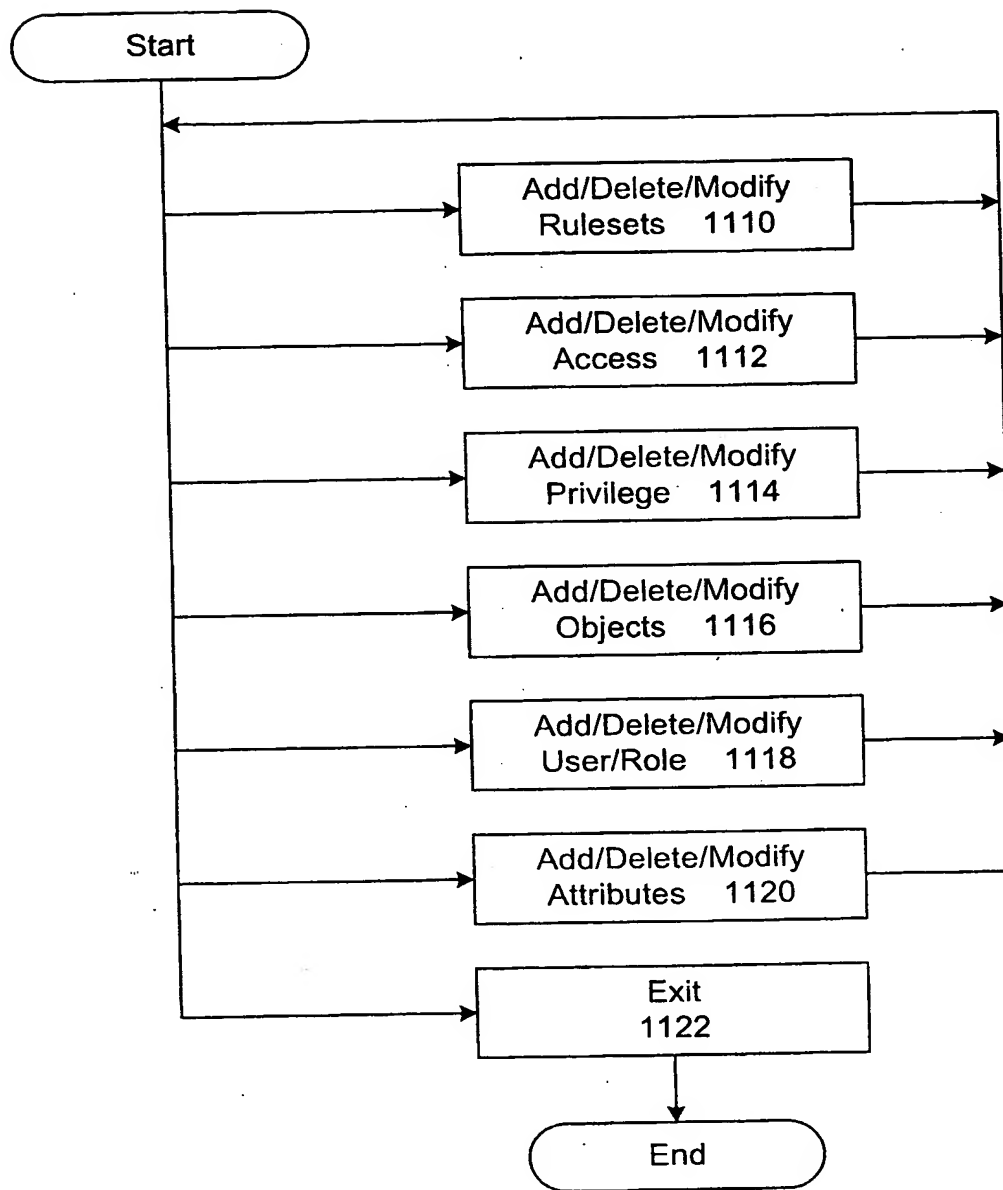 Start
Add/Delete/Modify
Rulesets 1110
Add/Delete/Modify
Access 1112
Add/Delete/Modify
Privilege 1114
Add/Delete/Modify
Objects 1116
Add/Delete/Modify
User/Role 1118
Add/Delete/Modify
Attributes 1120
Exit
1122
End